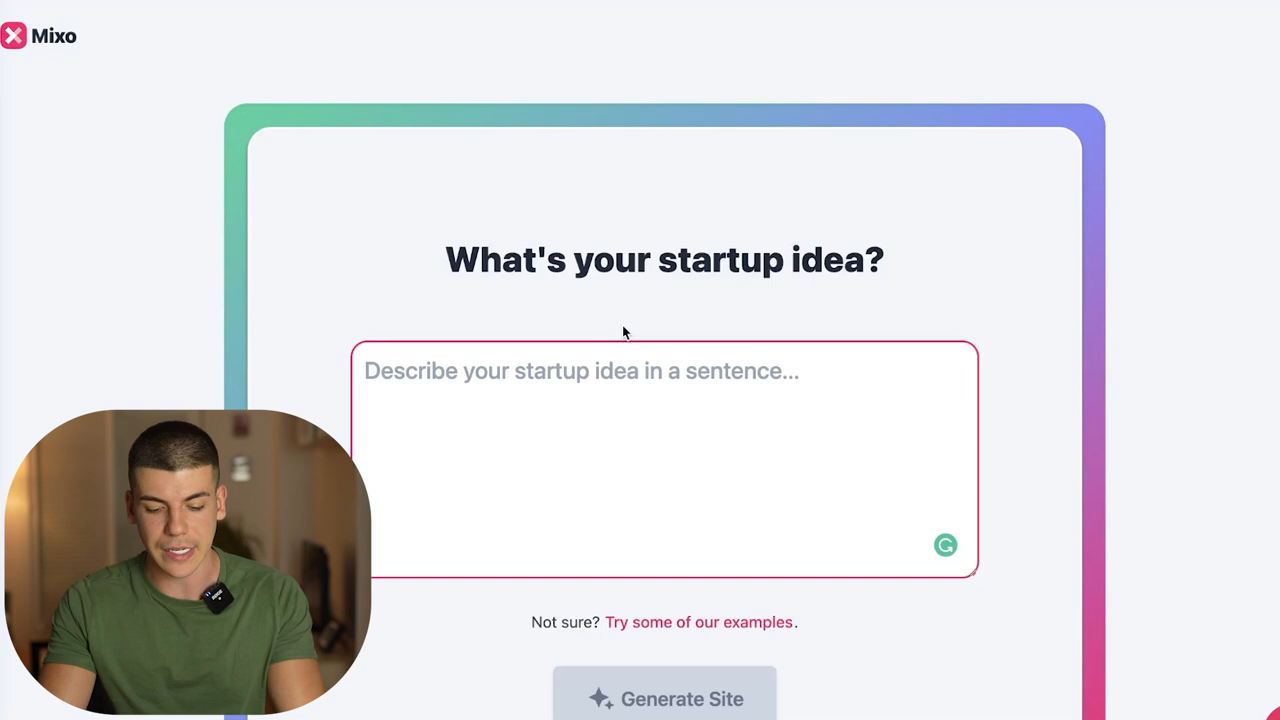 Mixo
What's your startup idea?
Describe your startup idea in a sentence...
Not sure? Try some of our examples.
Generate Site